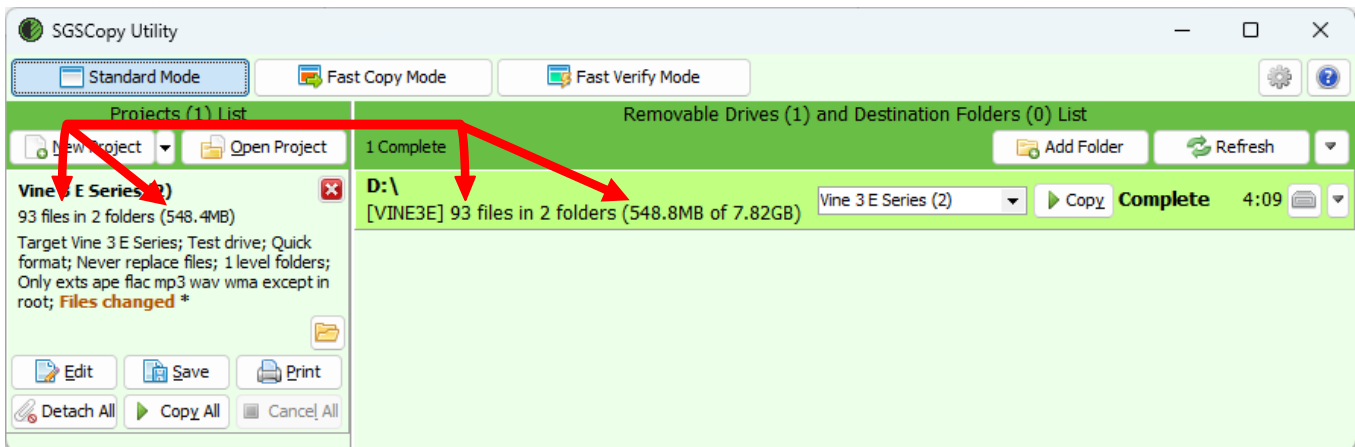 SGSCopy Utility
Standard Mode
Fast Copy Mode
Fast Verify Mode
Projects (1) List
Removable Drives (1) and Destination Folders (0) List
New Project
Open Project
1 Complete
Add Folder
Refresh
Vine 3 E Series (2)
93 files in 2 folders (548.4MB)
Target Vine 3 E Series; Test drive; Quick
format; Never replace files; 1 level folders;
Only exts ape flac mp3 wav wma except in
root; Files changed *
D:\
[VINE3E] 93 files in 2 folders (548.8MB of 7.82GB)
Vine 3 E Series (2)
Copy
Complete
4:09
Edit
Save
Print
Detach All
Copy All
Cancel All